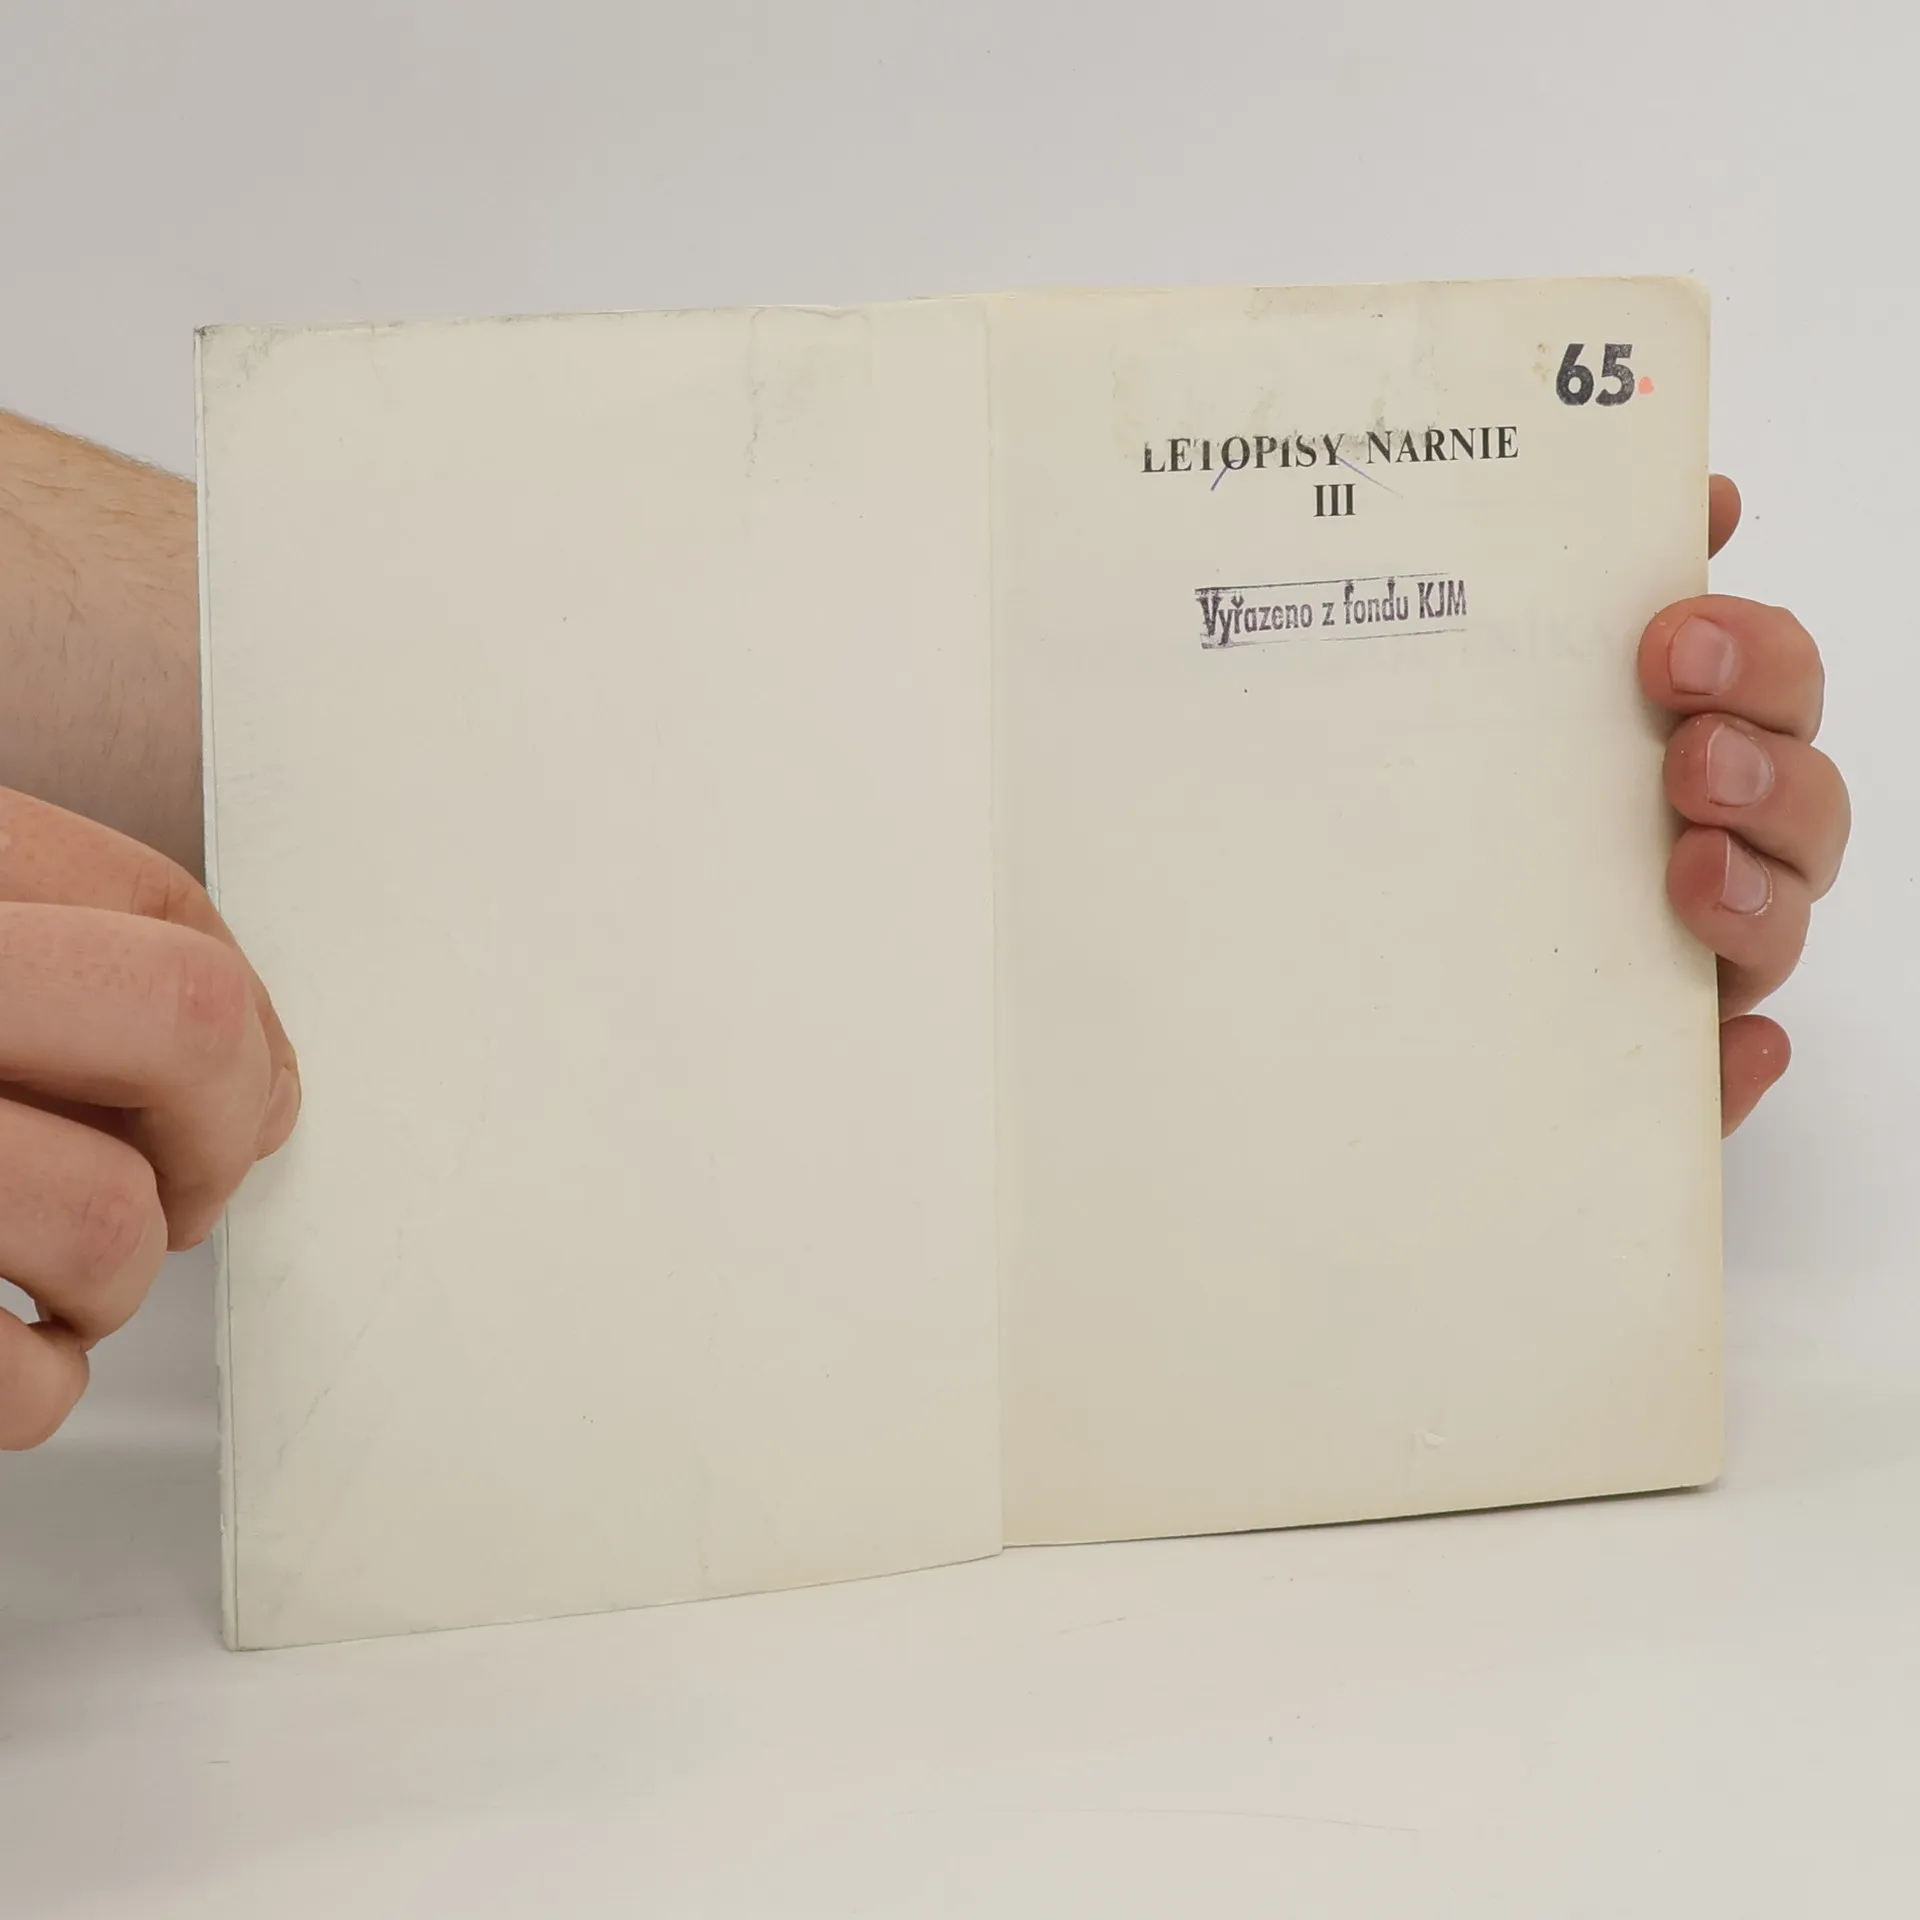 65.
LETOPISY NARNIE
III
Vyřazeno z fondu KJM